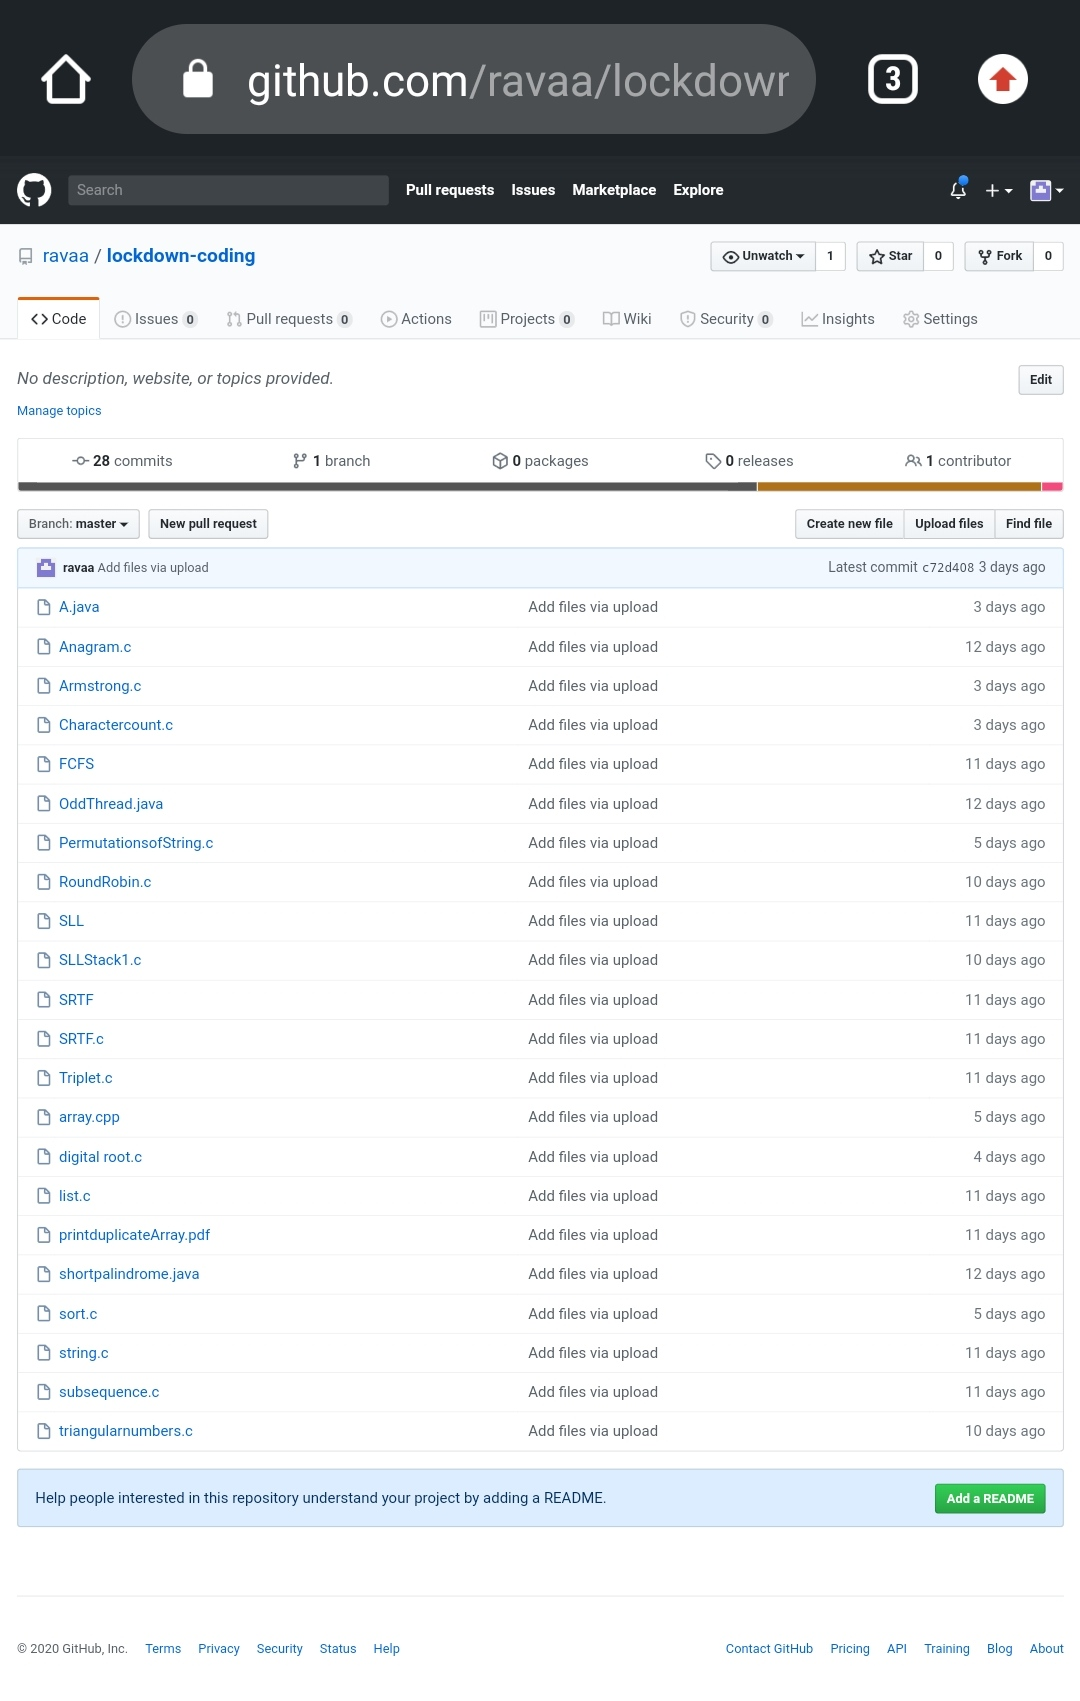 github.com/ravaa/lockdowr
3
Search Pull requests Issues Marketplace Explore
ravaa / lockdown-coding Unwatch 1 Star 0 Fork 0
Code Issues 0 Pull requests 0 Actions Projects 0 Wiki Security 0 Insights Settings
No description, website, or topics provided. Edit
Manage topics
28 commits 1 branch 0 packages 0 releases 1 contributor
Branch: master New pull request Create new file Upload files Find file
ravaa Add files via upload Latest commit c72d408 3 days ago
A.java Add files via upload 3 days ago
Anagram.c Add files via upload 12 days ago
Armstrong.c Add files via upload 3 days ago
Charactercount.c Add files via upload 3 days ago
FCFS Add files via upload 11 days ago
OddThread.java Add files via upload 12 days ago
PermutationsofString.c Add files via upload 5 days ago
RoundRobin.c Add files via upload 10 days ago
SLL Add files via upload 11 days ago
SLLStack1.c Add files via upload 10 days ago
SRTF Add files via upload 11 days ago
SRTF.c Add files via upload 11 days ago
Triplet.c Add files via upload 11 days ago
array.cpp Add files via upload 5 days ago
digital root.c Add files via upload 4 days ago
list.c Add files via upload 11 days ago
printduplicateArray.pdf Add files via upload 11 days ago
shortpalindrome.java Add files via upload 12 days ago
sort.c Add files via upload 5 days ago
string.c Add files via upload 11 days ago
subsequence.c Add files via upload 11 days ago
triangularnumbers.c Add files via upload 10 days ago
Help people interested in this repository understand your project by adding a README. Add a README
© 2020 GitHub, Inc. Terms Privacy Security Status Help Contact GitHub Pricing API Training Blog About